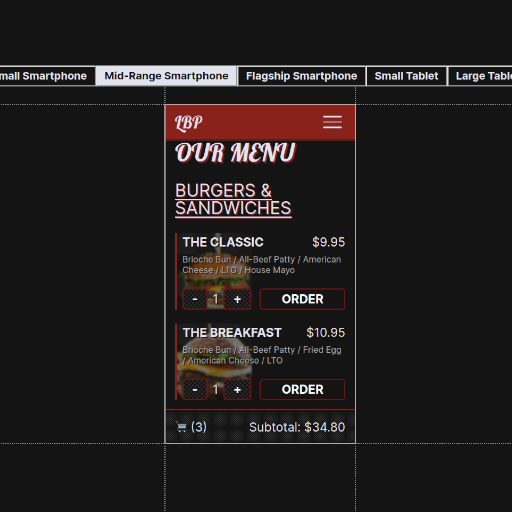 mall Smartphone Mid-Range Smartphone Flagship Smartphone Small Tablet Large Table
LBP
OUR MENU
BURGERS &
SANDWICHES
THE CLASSIC $9.95
Brioche Bun / All-Beef Patty / American
Cheese / LTO / House Mayo
- 1 + ORDER
THE BREAKFAST $10.95
Brioche Bun / All-Beef Patty / Fried Egg
/ American Cheese / LTO
- 1 + ORDER
(3) Subtotal: $34.80